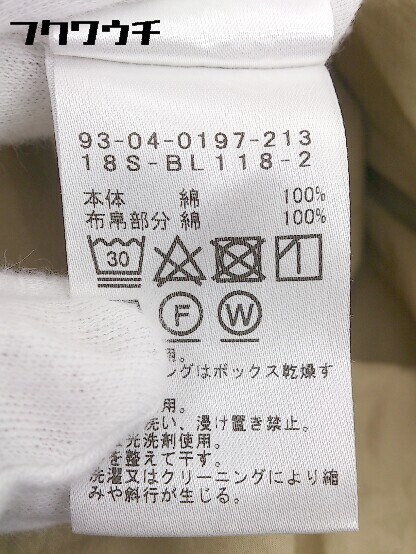 フクワウチ
93-04-0197-213
18S-BL118-2
本体 綿 100%
布帛部分 綿 100%
30
F W
用。
ングはボックス乾燥す
用。
洗い、浸け置き禁止。
光洗剤使用。
を整えて干す。
洗濯又はクリーニングにより縮
みや斜行が生じる。